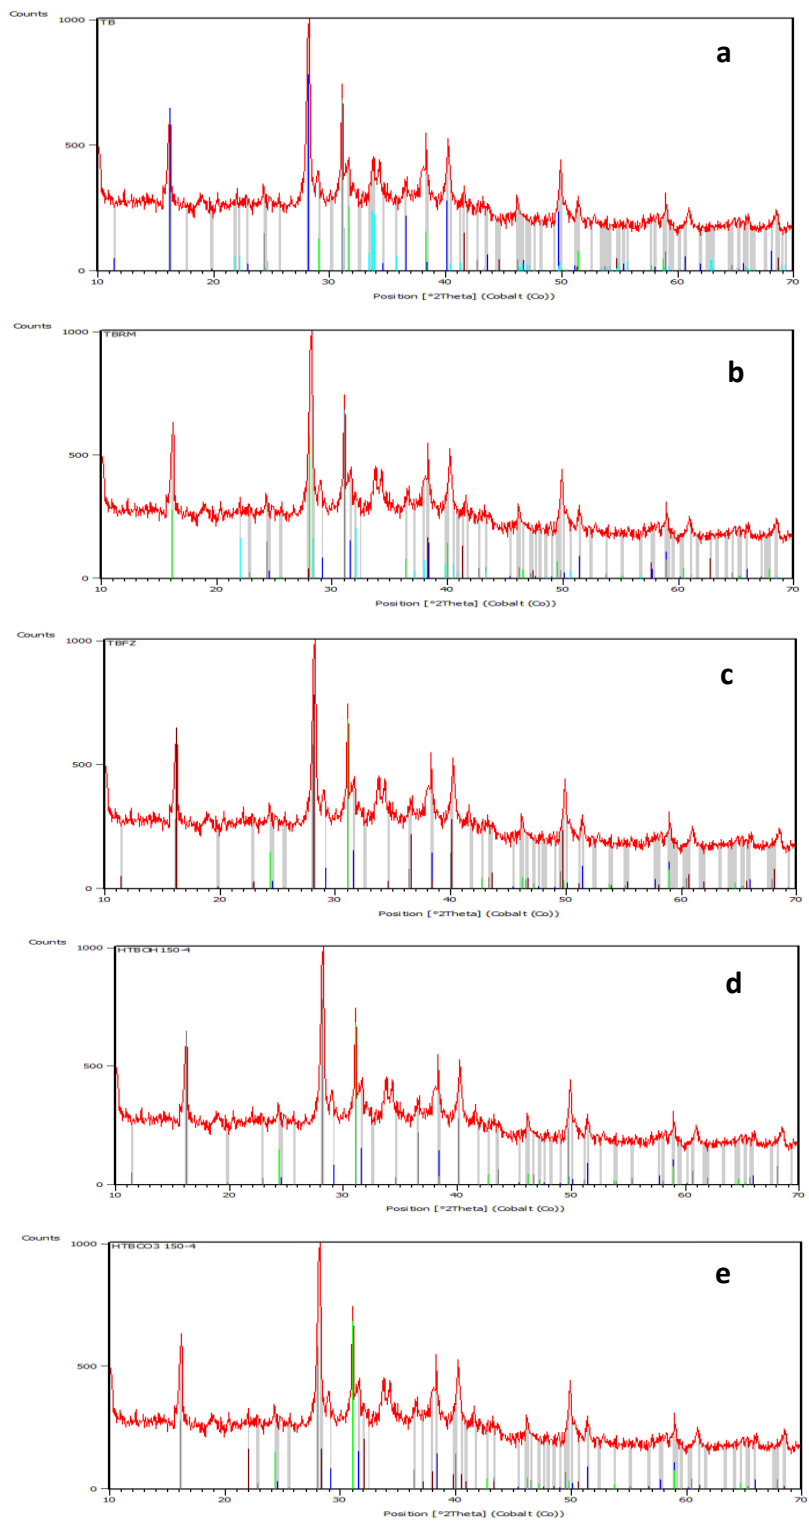 Counts
1000
TB
a
500
0
10 20 30 40 50 60 70
Position [°2Theta] (Cobalt (Co))
Counts
1000
TBRM
b
500
0
10 20 30 40 50 60 70
Position [°2Theta] (Cobalt (Co))
Counts
1000
TBFZ
c
500
0
10 20 30 40 50 60 70
Position [°2Theta] (Cobalt (Co))
Counts
1000
HTBOH 150-4
d
500
0
10 20 30 40 50 60 70
Position [°2Theta] (Cobalt (Co))
Counts
1000
HTBCO3 150-4
e
500
0
10 20 30 40 50 60 70
Position [°2Theta] (Cobalt (Co))